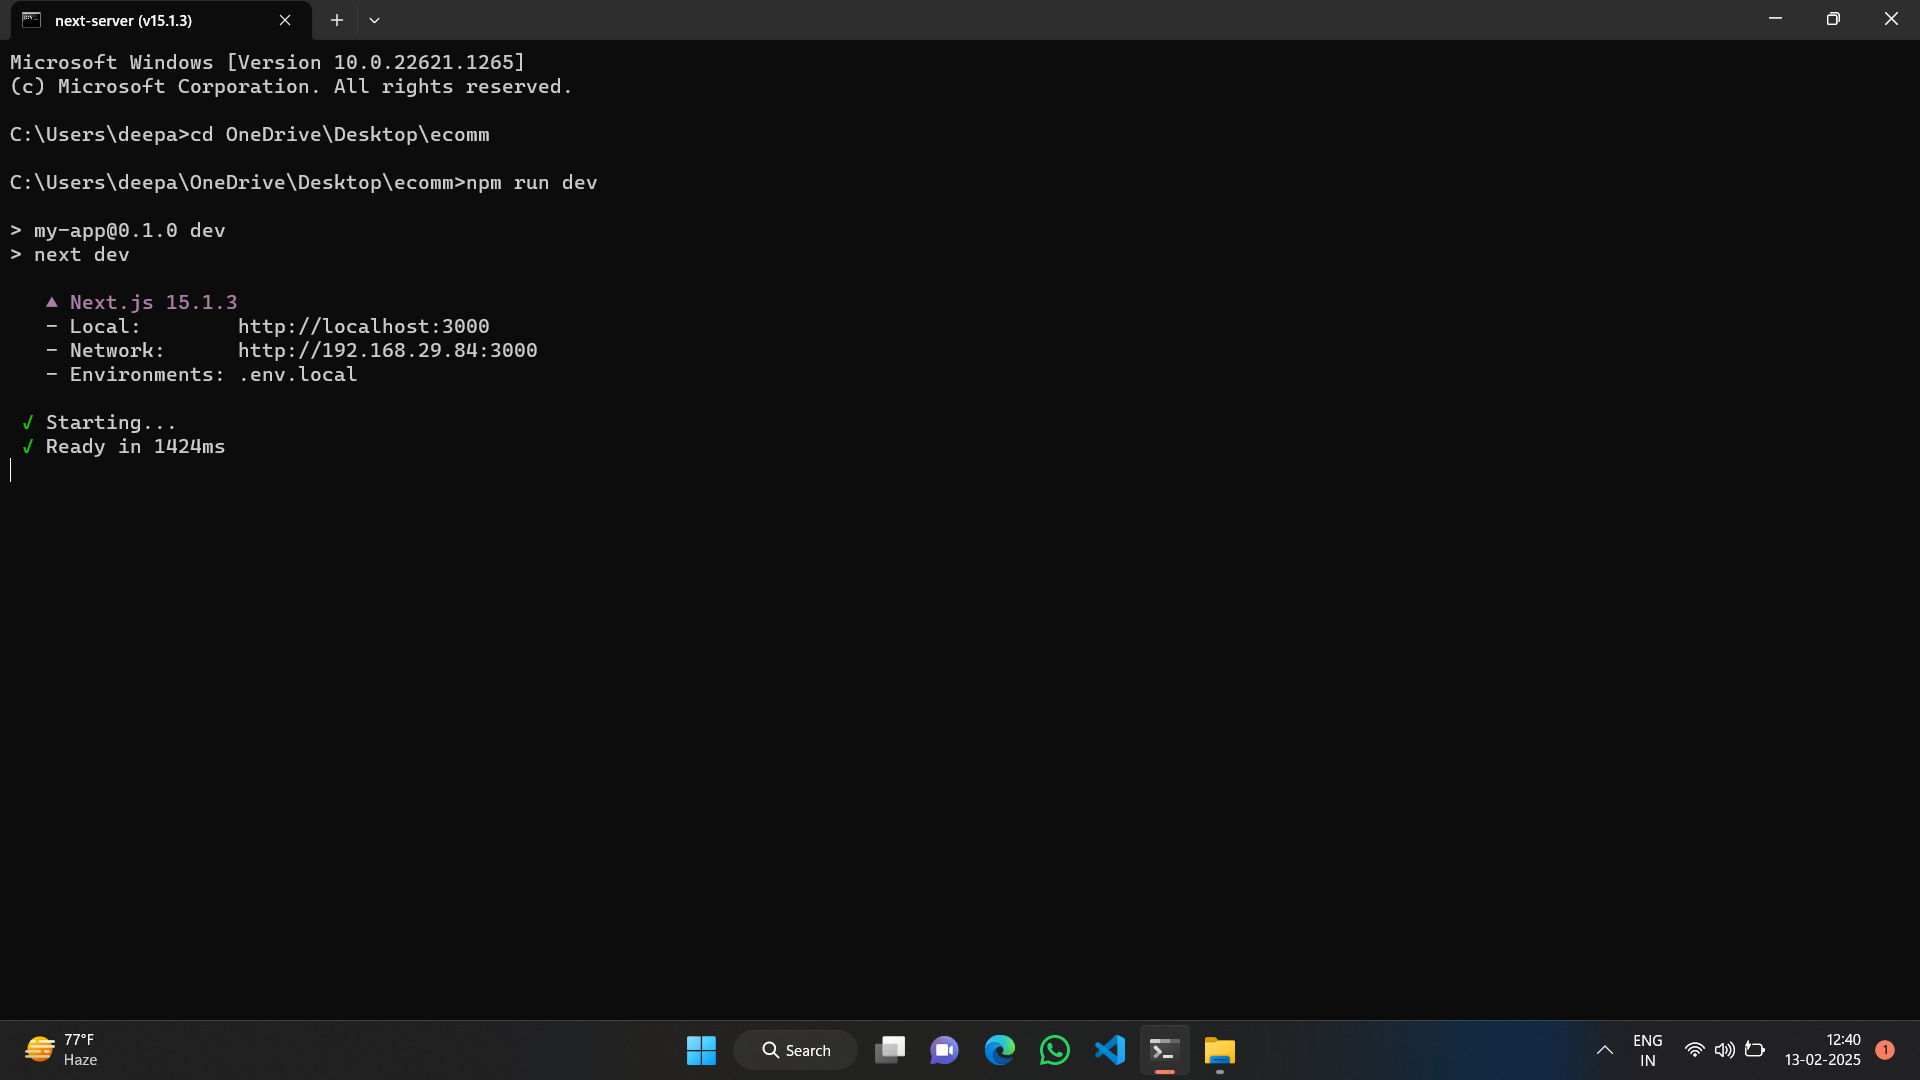 next-server (v15.1.3)
Microsoft Windows [Version 10.0.22621.1265]
(c) Microsoft Corporation. All rights reserved.
C:\Users\deepa>cd OneDrive\Desktop\ecomm
C:\Users\deepa\OneDrive\Desktop\ecomm>npm run dev
> my-app@0.1.0 dev
> next dev
▲ Next.js 15.1.3
- Local:        http://localhost:3000
- Network:      http://192.168.29.84:3000
- Environments: .env.local
√ Starting...
√ Ready in 1424ms
77°F
Haze
Search
ENG
IN
12:40
13-02-2025
1